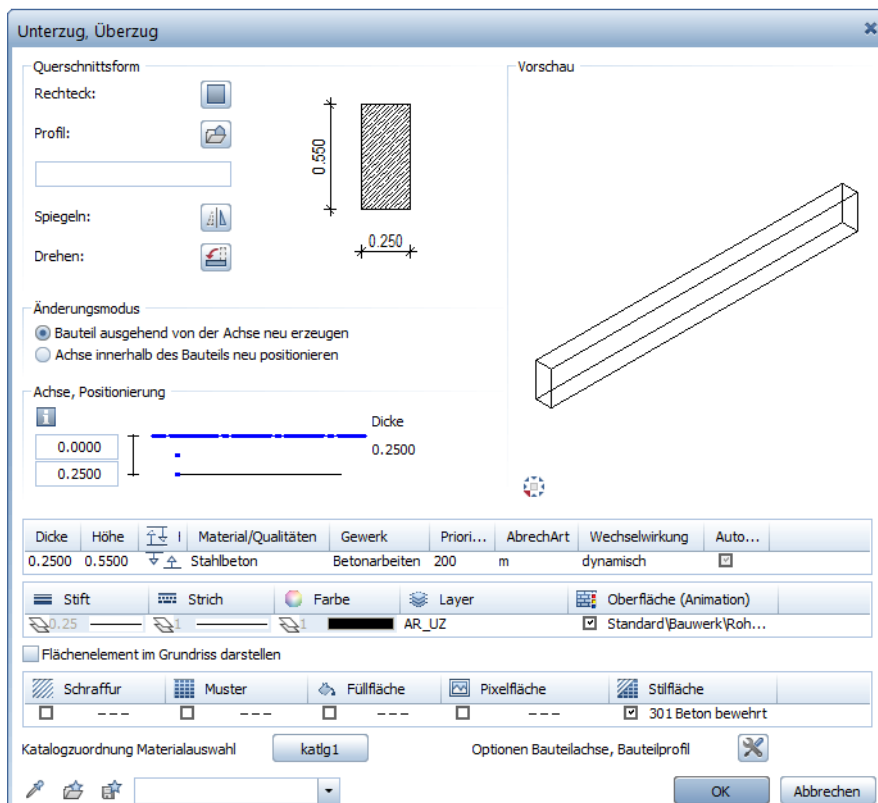 Unterzug, Überzug
Querschnittsform
Rechteck:
Profil:
0.550
0.250
Spiegeln:
Drehen:
Vorschau
Änderungsmodus
Bauteil ausgehend von der Achse neu erzeugen
Achse innerhalb des Bauteils neu positionieren
Achse, Positionierung
Dicke
0.0000
0.2500
0.2500
Dicke Höhe I Material/Qualitäten Gewerk Priori... AbrechArt Wechselwirkung Auto...
0.2500 0.5500 Stahlbeton Betonarbeiten 200 m dynamisch
Stift Strich Farbe Layer Oberfläche (Animation)
0.25 1 1 AR_UZ Standard\Bauwerk\Roh...
Flächenelement im Grundriss darstellen
Schraffur Muster Füllfläche Pixelfläche Stilfläche
--- --- --- --- 301 Beton bewehrt
Katalogzuordnung Materialauswahl katlg1 Optionen Bauteilachse, Bauteilprofil
OK Abbrechen